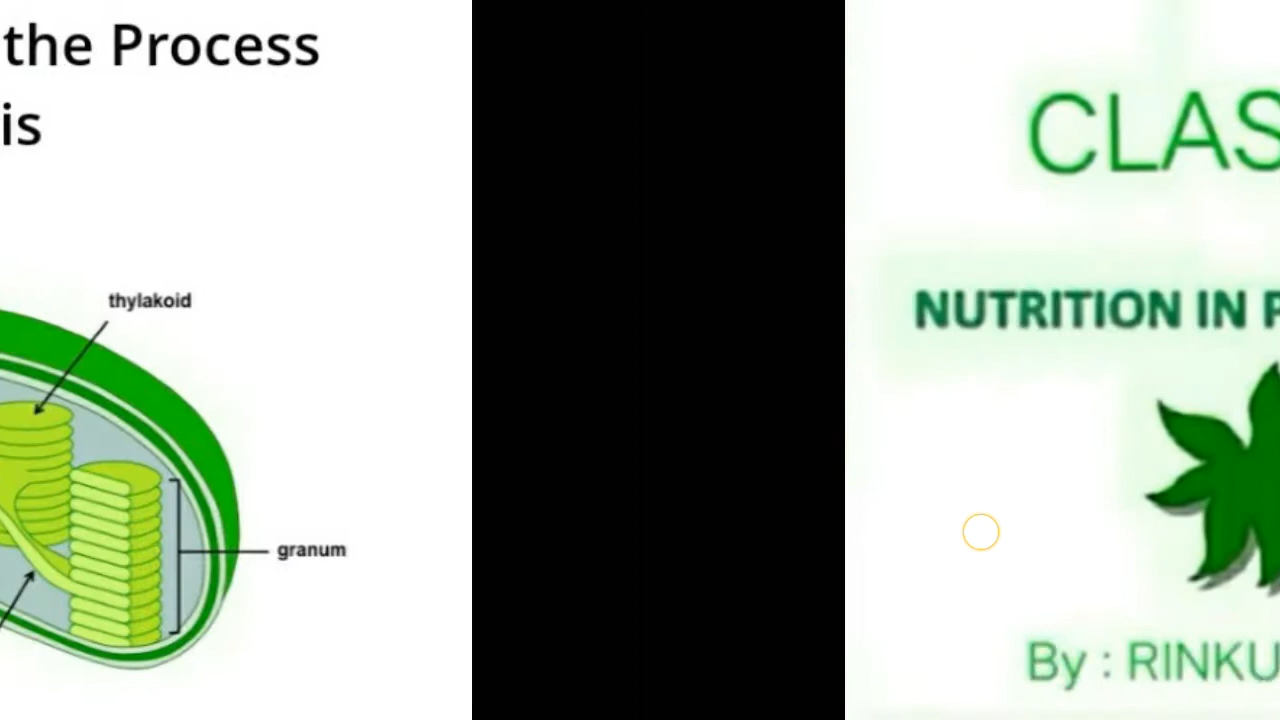 the Process
is
thylakoid
granum
CLAS
NUTRITION IN P
By : RINKU